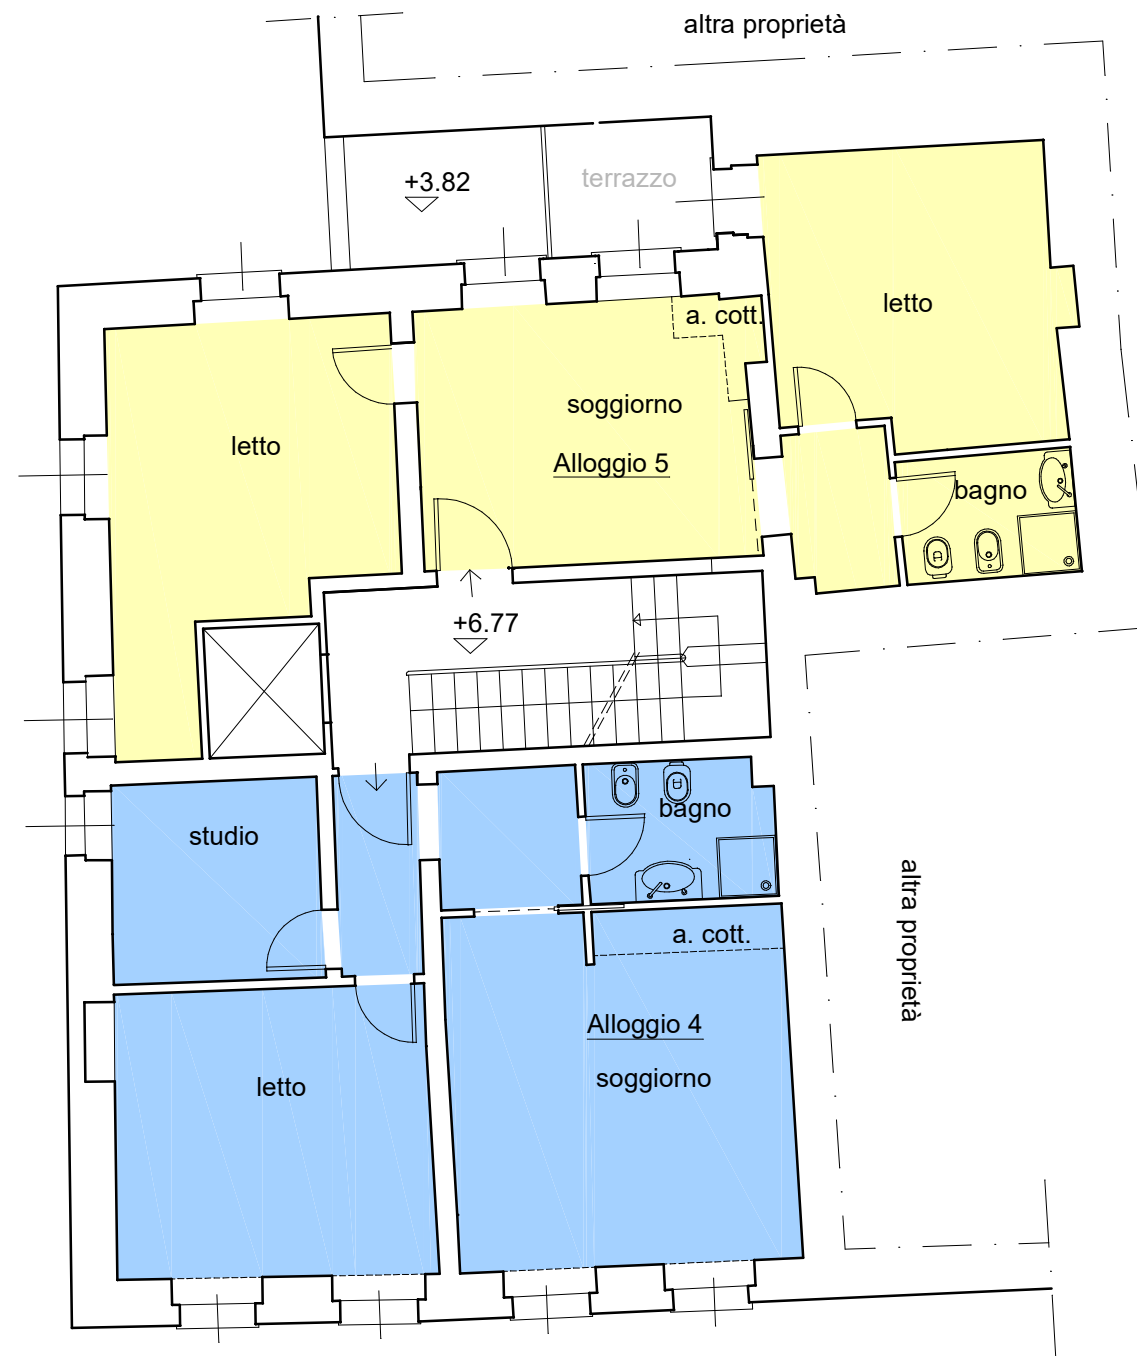 altra proprietà
+3.82
terrazzo
letto
a. cott.
soggiorno
letto
Alloggio 5
bagno
+6.77
studio
bagno
altra proprietà
a. cott.
Alloggio 4
soggiorno
letto